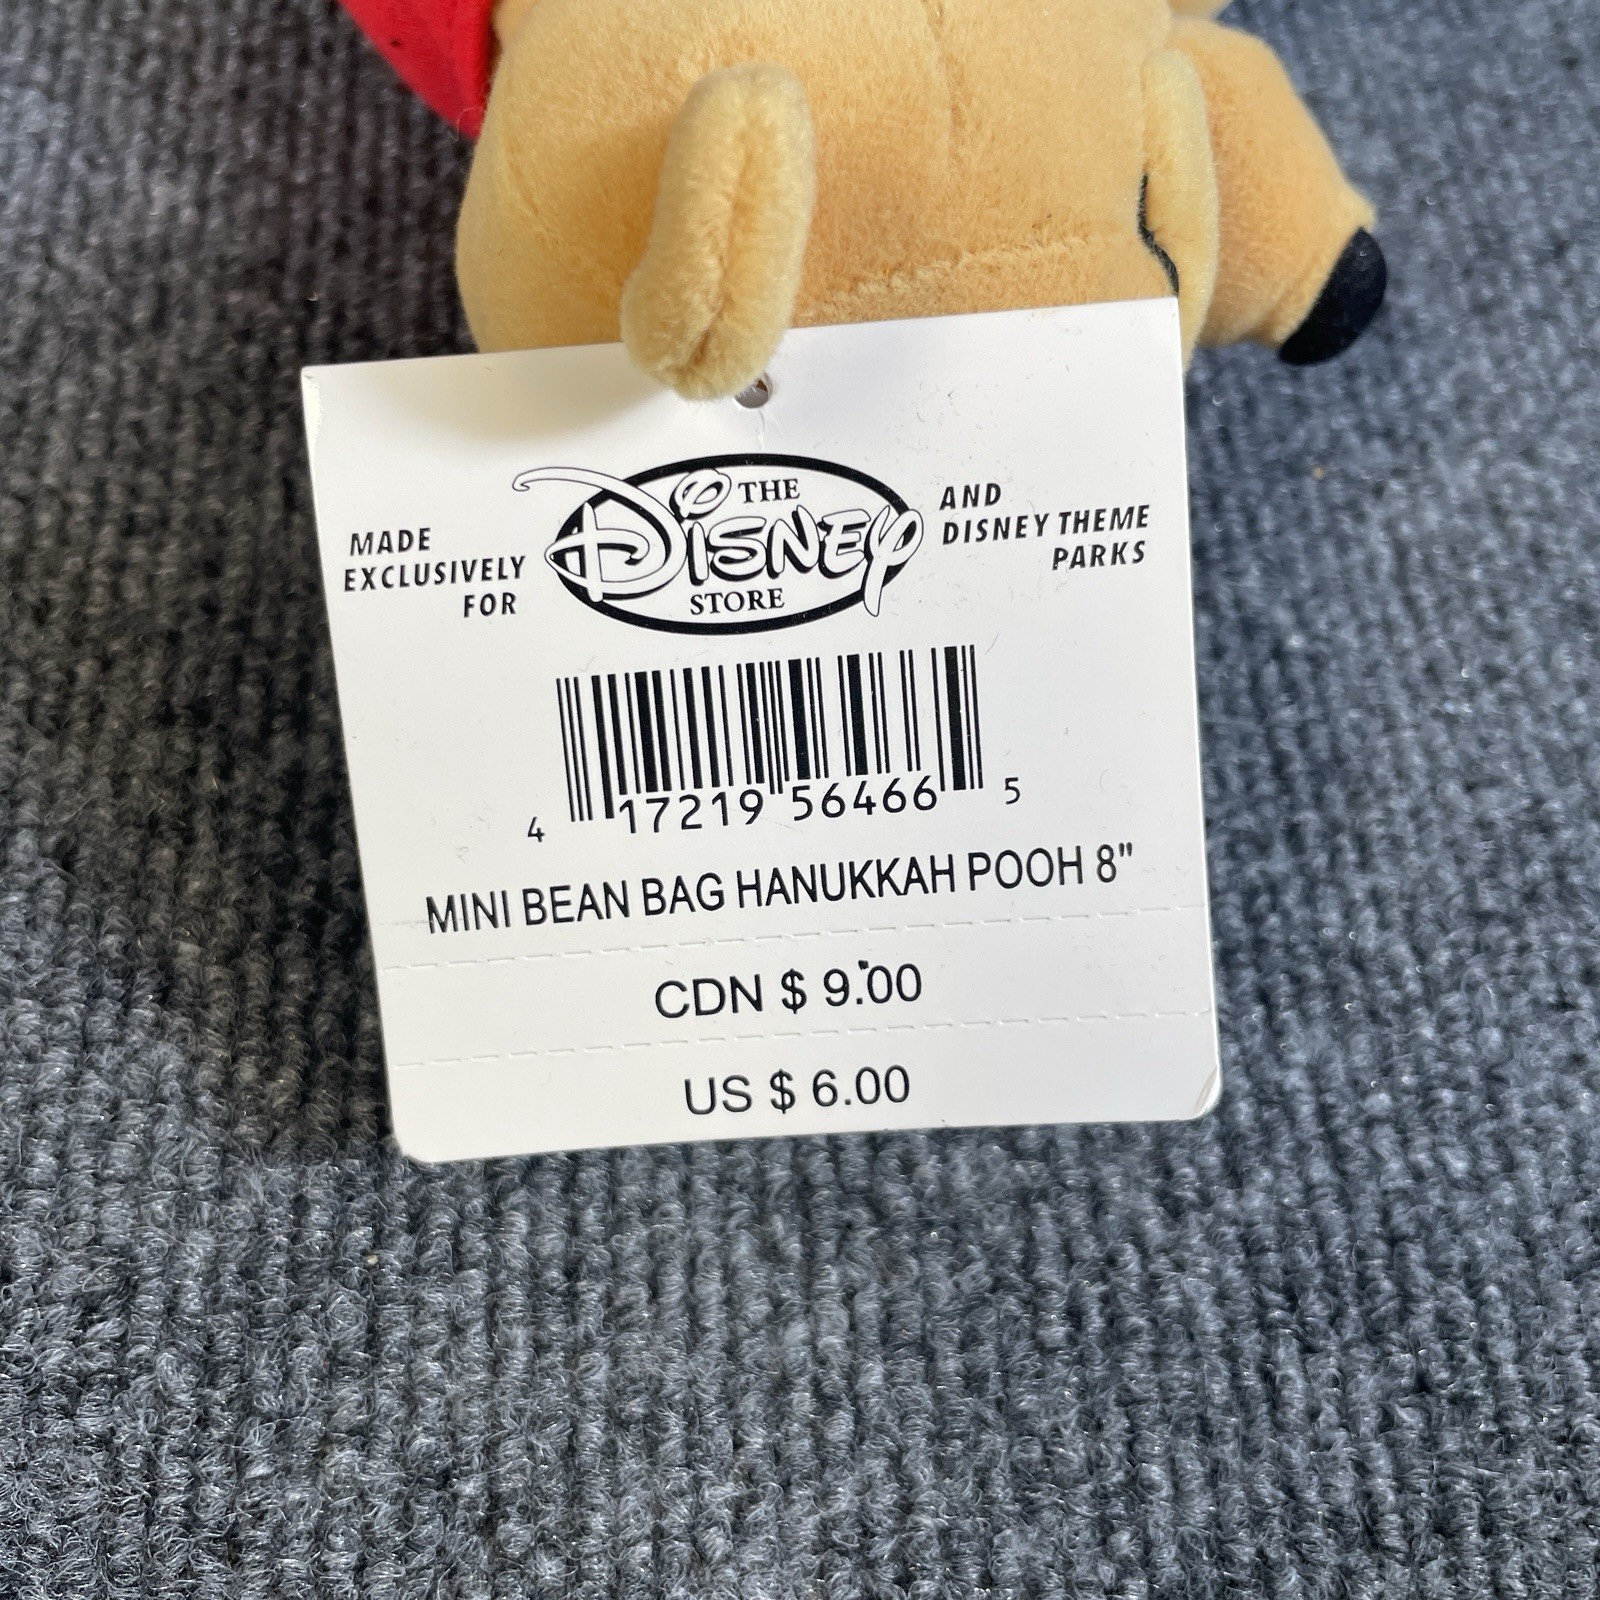 MADE
EXCLUSIVELY
FOR
THE
DISNEY
STORE
AND
DISNEY THEME
PARKS
4 17219 56466 5
MINI BEAN BAG HANUKKAH POOH 8"
CDN $ 9.00
US $ 6.00